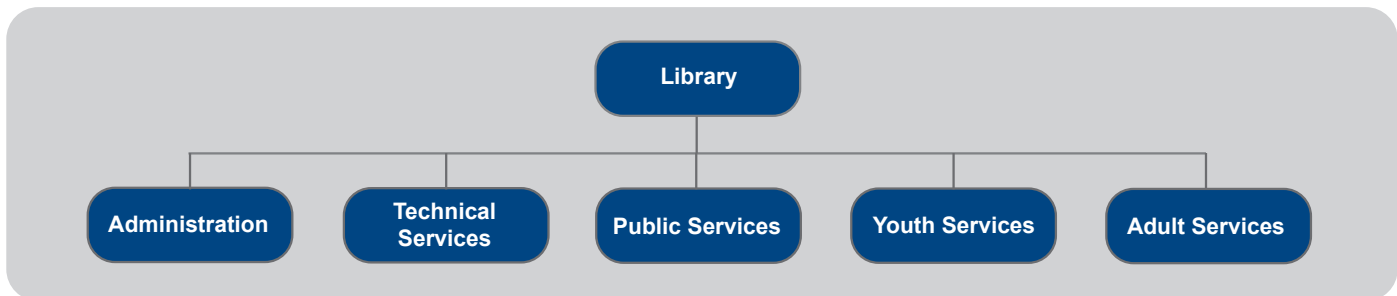 Library
Administration
Technical
Services
Public Services
Youth Services
Adult Services